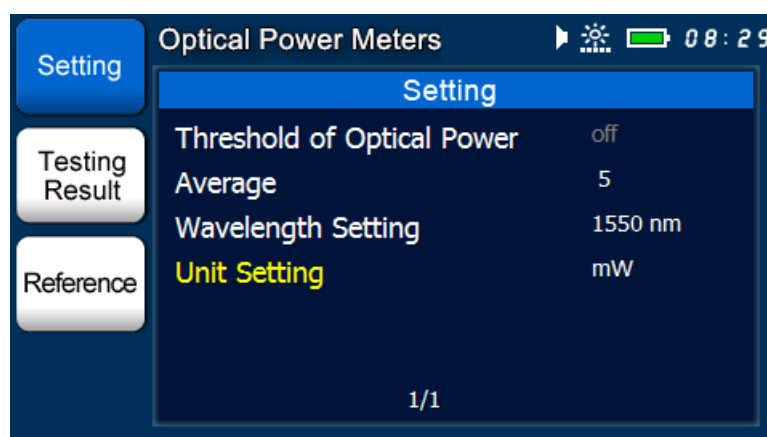 Setting
Optical Power Meters
08:29
Setting
Threshold of Optical Power off
Average 5
Wavelength Setting 1550 nm
Unit Setting mW
Testing
Result
Reference
1/1